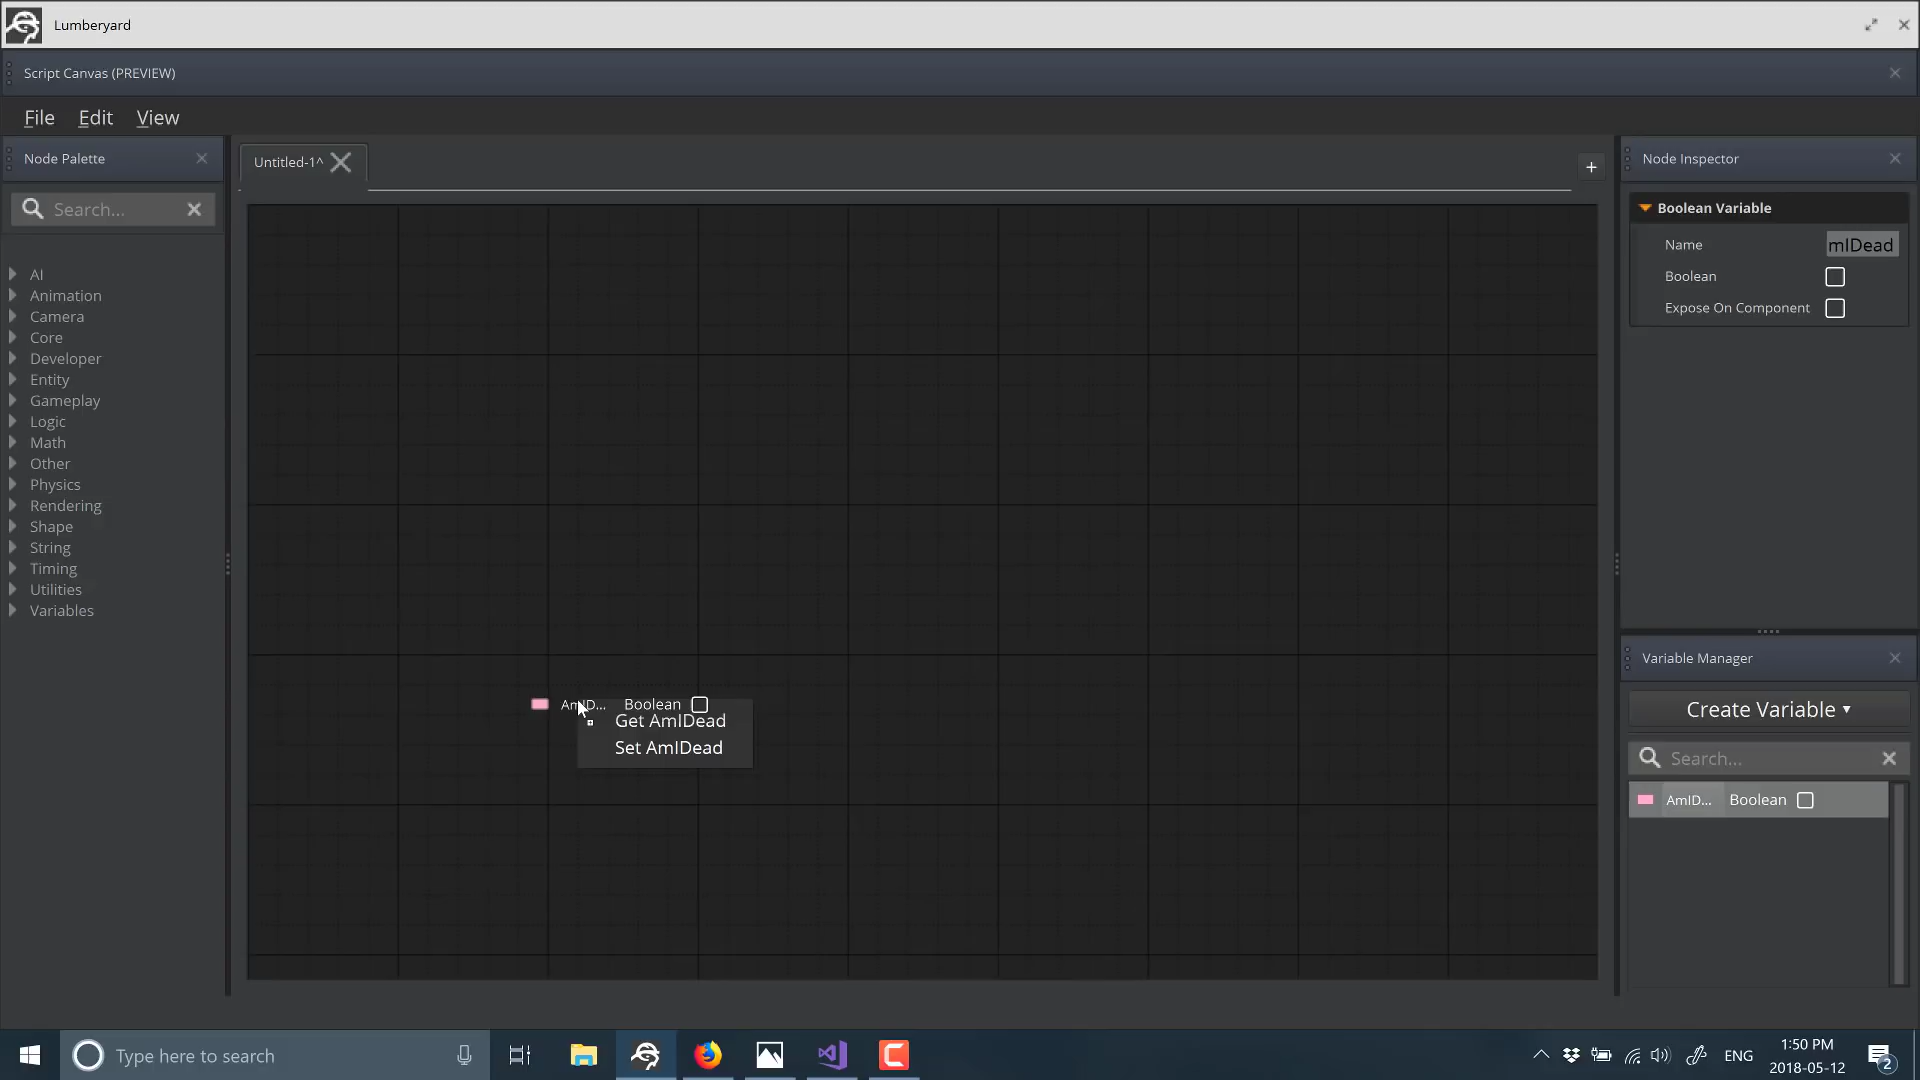 Lumberyard
Script Canvas (PREVIEW)
File Edit View
Node Palette
Search...
AI
Animation
Camera
Core
Developer
Entity
Gameplay
Logic
Math
Other
Physics
Rendering
Shape
String
Timing
Utilities
Variables
Untitled-1^
+
AmID... Boolean
Get AmIDead
Set AmIDead
Node Inspector
Boolean Variable
Name mIDead
Boolean
Expose On Component
Variable Manager
Create Variable
Search...
AmID... Boolean
Type here to search
ENG
1:50 PM
2018-05-12
2